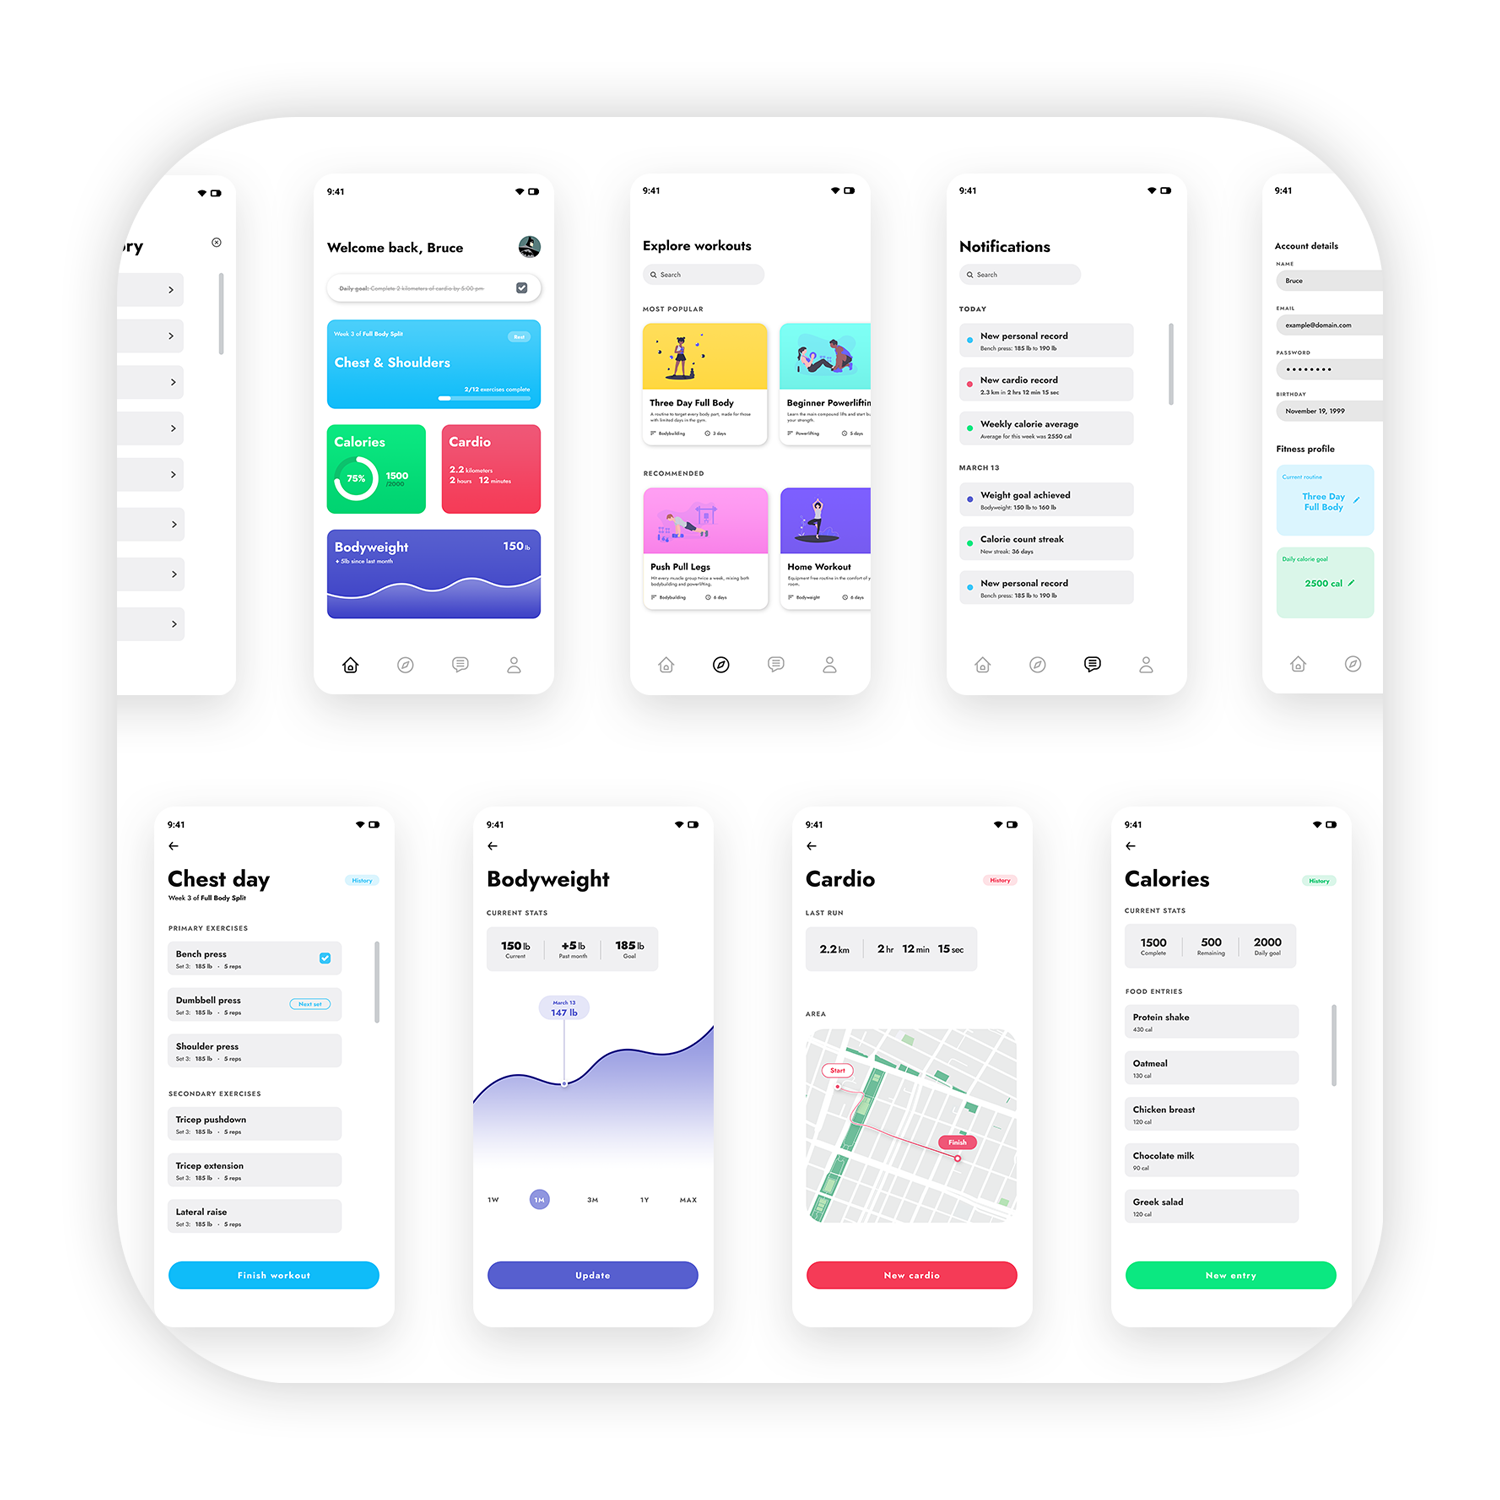 ory
9:41
Welcome back, Bruce
Daily goal: Complete 2 kilometers of cardio by 5:00 pm
Week 3 of Full Body Split
Best
Chest & Shoulders
2/12 exercises complete
Calories
75%
1500
/2000
Cardio
2.2 kilometers
2 hours 12 minutes
Bodyweight
150 lb
+ 5lb since last month
9:41
Explore workouts
Search
MOST POPULAR
Three Day Full Body
A routine to target every body part, made for those
with limited days in the gym.
Bodybuilding
3 days
Beginner Powerliftin
Learn the main compound lifts and start bu
your strength.
Powerlifting
5 days
RECOMMENDED
Push Pull Legs
Hit every muscle group twice a week, mixing both
bodybuilding and powerlifting.
Bodybuilding
6 days
Home Workout
Equipment free routine in the comfort of y
room.
Bodyweight
6 days
9:41
Notifications
Search
TODAY
New personal record
Bench press: 185 lb to 190 lb
New cardio record
2.3 km in 2 hrs 12 min 15 sec
Weekly calorie average
Average for this week was 2550 cal
MARCH 13
Weight goal achieved
Bodyweight: 150 lb to 160 lb
Calorie count streak
New streak: 36 days
New personal record
Bench press: 185 lb to 190 lb
9:41
Account details
NAME
Bruce
EMAIL
example@domain.com
PASSWORD
••••••••
BIRTHDAY
November 19, 1999
Fitness profile
Current routine
Three Day
Full Body
Daily calorie goal
2500 cal
9:41
Chest day
History
Week 3 of Full Body Split
PRIMARY EXERCISES
Bench press
Set 3: 185 lb • 5 reps
Dumbbell press
Set 3: 185 lb • 5 reps
Next set
Shoulder press
Set 3: 185 lb • 5 reps
SECONDARY EXERCISES
Tricep pushdown
Set 3: 185 lb • 5 reps
Tricep extension
Set 3: 185 lb • 5 reps
Lateral raise
Set 3: 185 lb • 5 reps
Finish workout
9:41
Bodyweight
CURRENT STATS
150 lb
Current
+5 lb
Past month
185 lb
Goal
March 13
147 lb
1W
1M
3M
1Y
MAX
Update
9:41
Cardio
History
LAST RUN
2.2 km
2 hr 12 min 15 sec
AREA
Start
Finish
New cardio
9:41
Calories
History
CURRENT STATS
1500
Complete
500
Remaining
2000
Daily goal
FOOD ENTRIES
Protein shake
430 cal
Oatmeal
130 cal
Chicken breast
120 cal
Chocolate milk
90 cal
Greek salad
120 cal
New entry